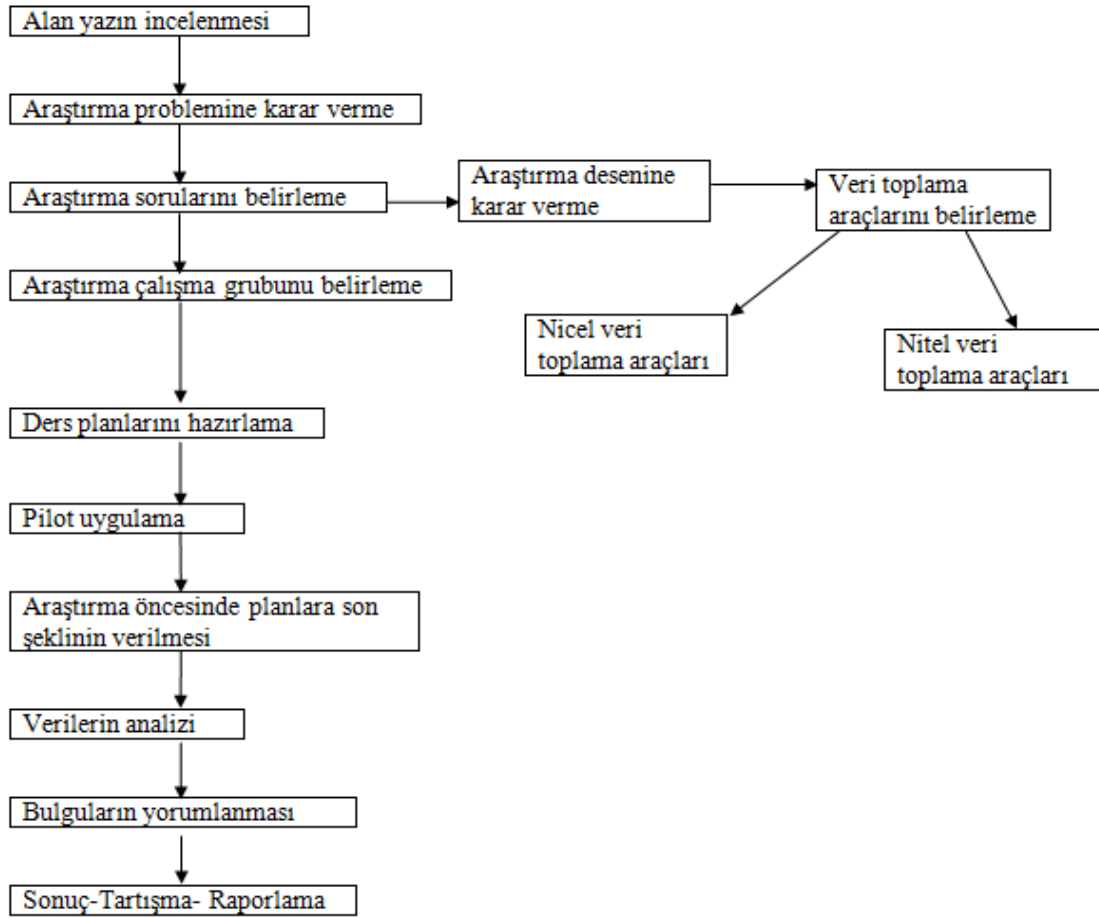 Alan yazın incelenmesi
Araştırma problemine karar verme
Araştırma sorularını belirleme
Araştırma desenine
karar verme
Veri toplama
araçlarını belirleme
Nicel veri
toplama araçları
Nitel veri
toplama araçları
Araştırma çalışma grubunu belirleme
Ders planlarını hazırlama
Pilot uygulama
Araştırma öncesinde planlara son
şeklinin verilmesi
Verilerin analizi
Bulguların yorumlanması
Sonuç-Tartışma- Raporlama